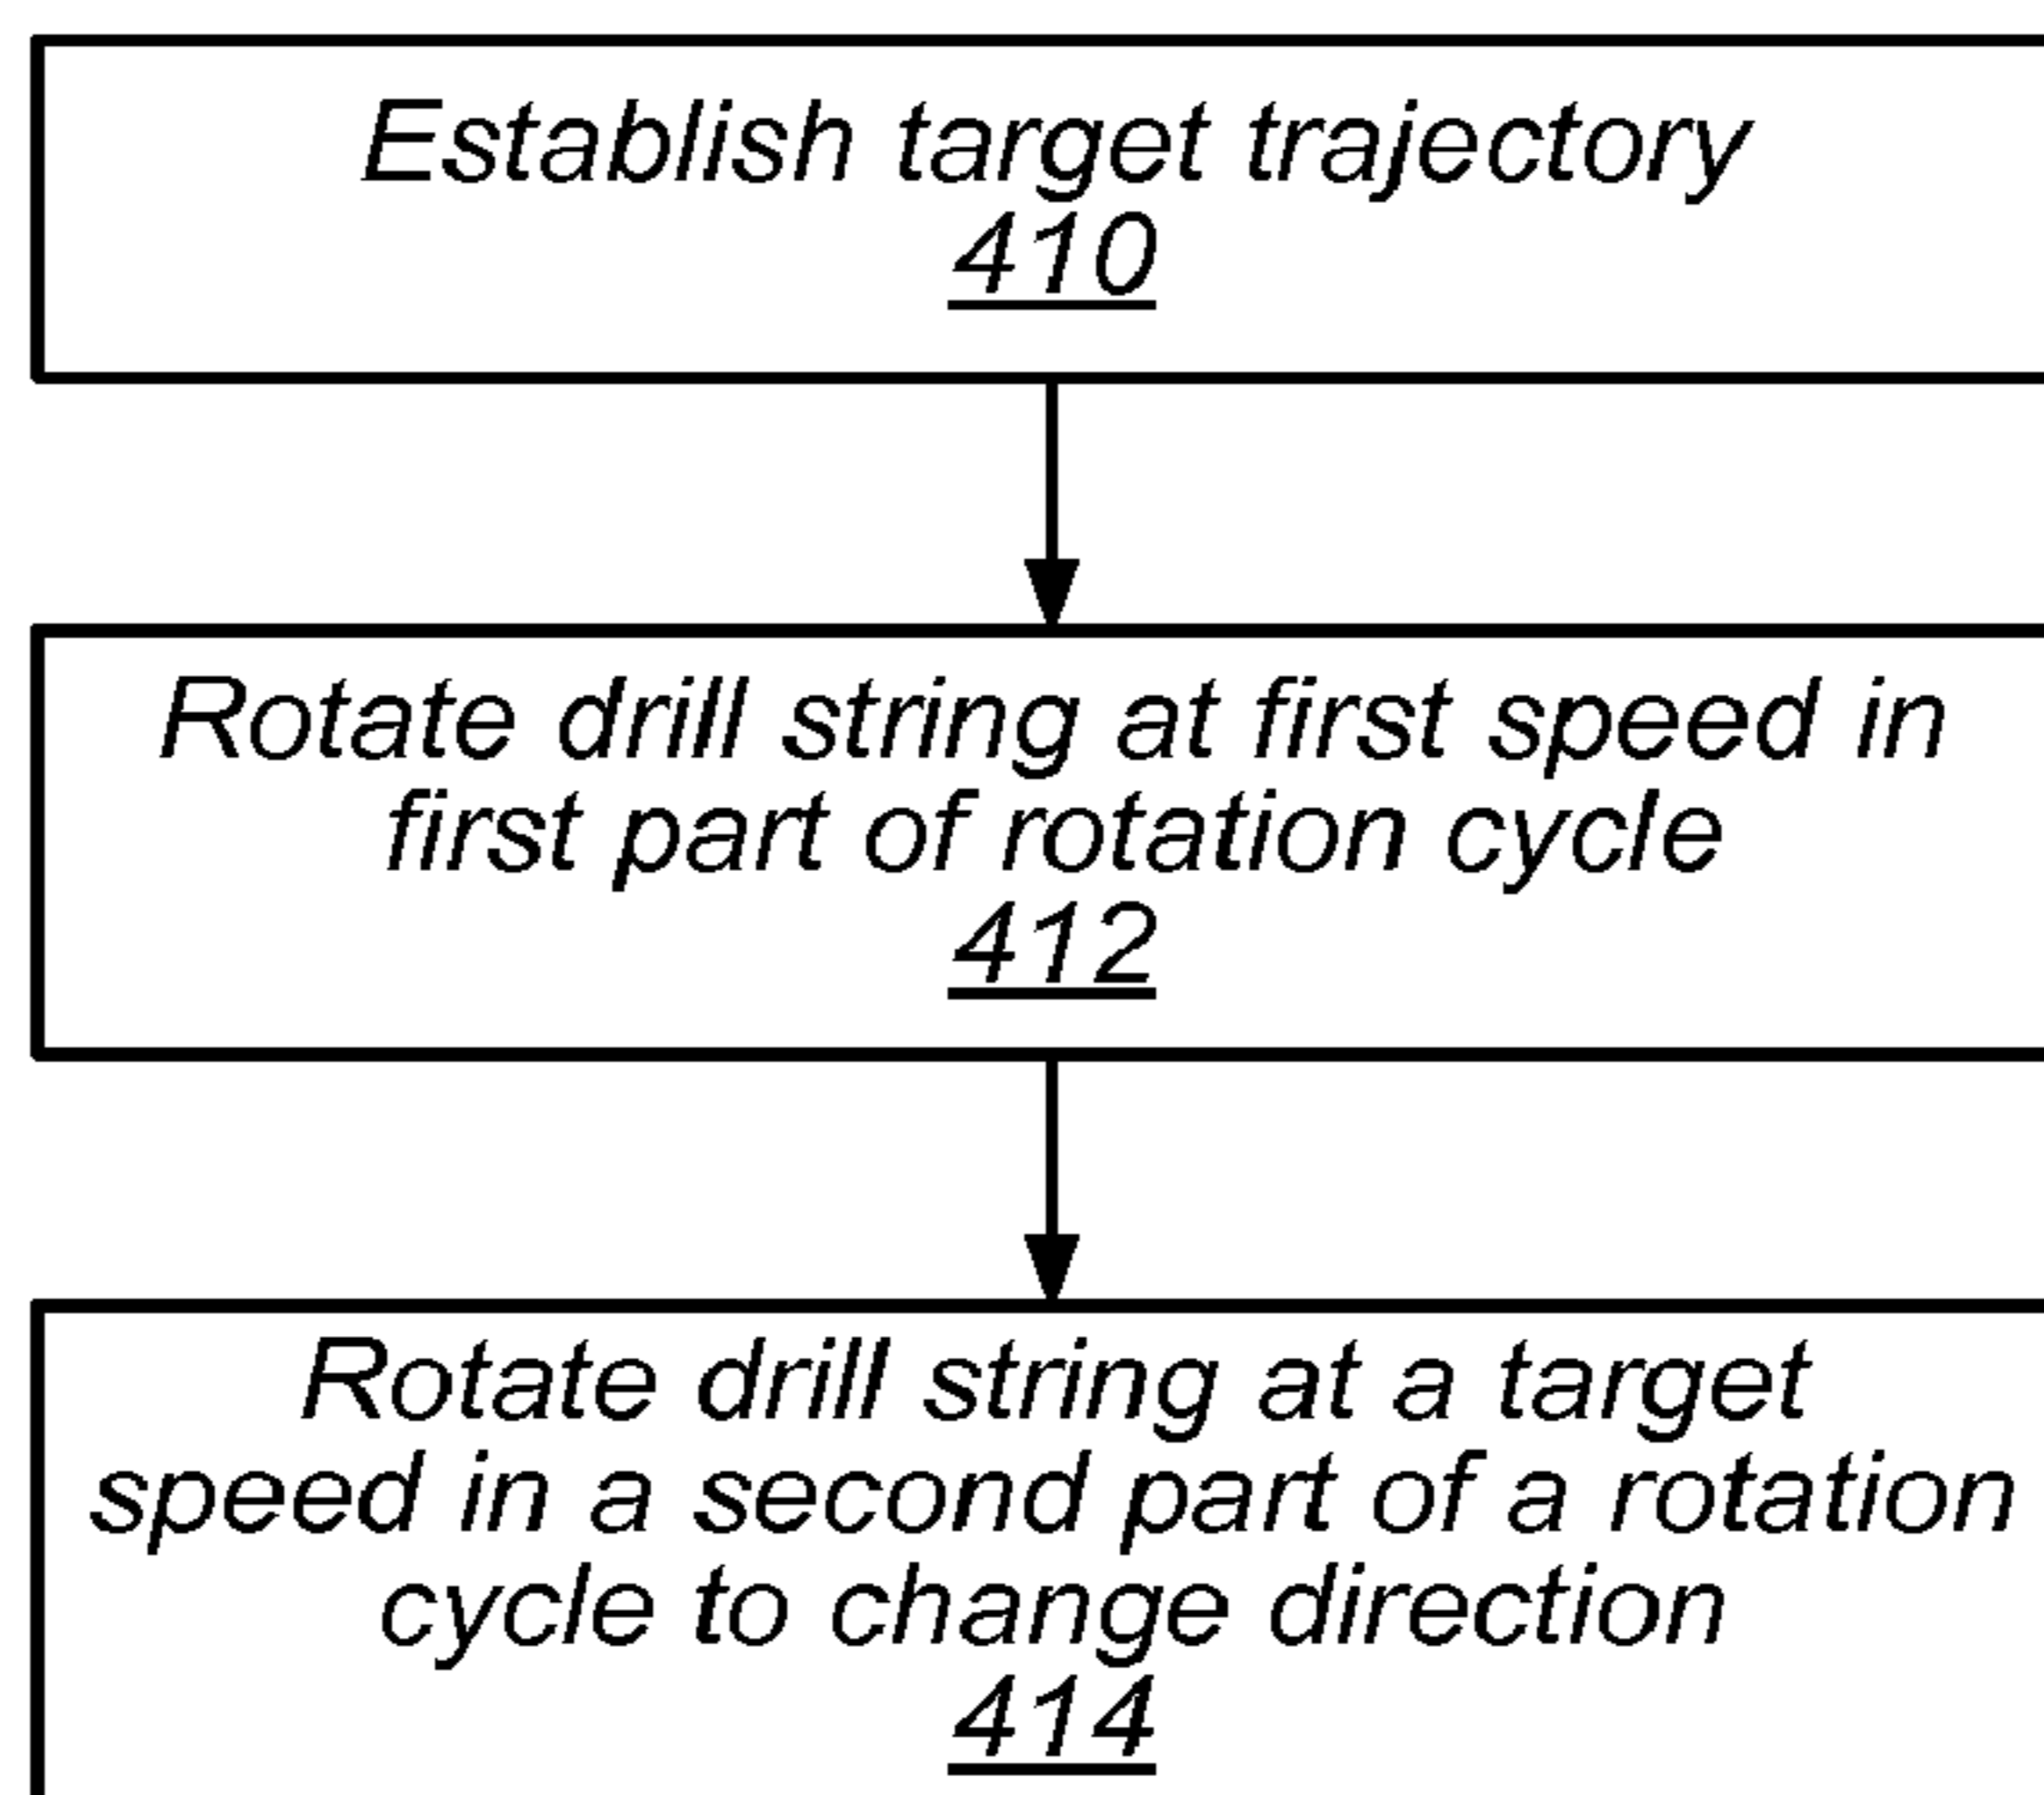 Establish target trajectory
410
Rotate drill string at first speed in
first part of rotation cycle
412
Rotate drill string at a target
speed in a second part of a rotation
cycle to change direction
414